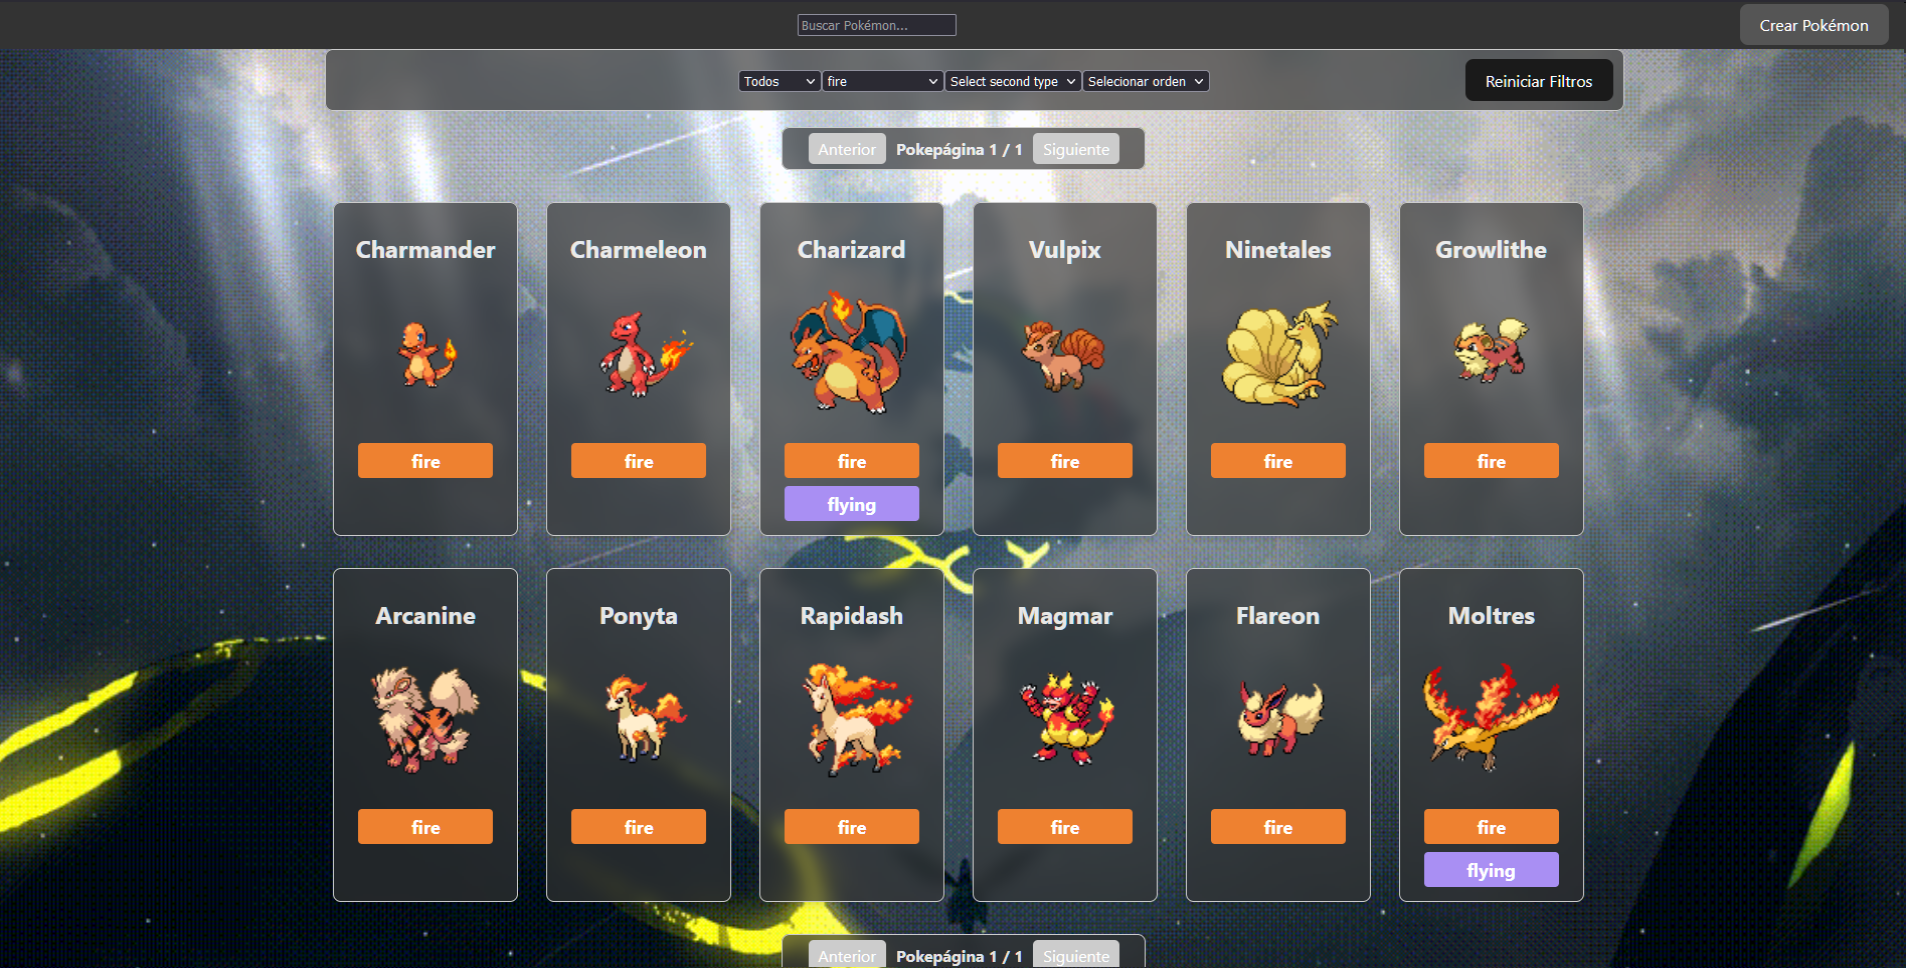 Buscar Pokémon...
Crear Pokémon
Todos fire Select second type Selecionar orden
Reiniciar Filtros
Anterior Pokepágina 1 / 1 Siguiente
Charmander Charmeleon Charizard Vulpix Ninetales Growlithe
fire fire fire fire fire fire
flying
Arcanine Ponyta Rapidash Magmar Flareon Moltres
fire fire fire fire fire fire
flying
Anterior Pokepágina 1 / 1 Siguiente